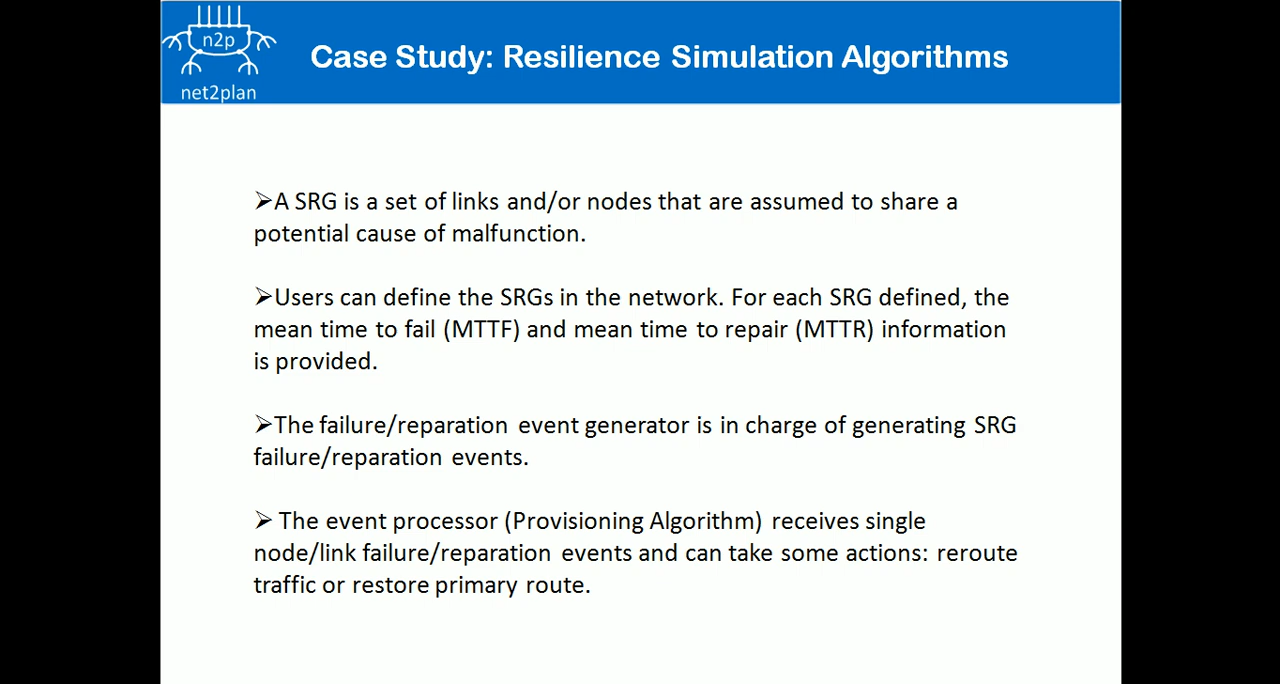 n2p
net2plan
Case Study: Resilience Simulation Algorithms
➢A SRG is a set of links and/or nodes that are assumed to share a
potential cause of malfunction.
➢Users can define the SRGs in the network. For each SRG defined, the
mean time to fail (MTTF) and mean time to repair (MTTR) information
is provided.
➢The failure/reparation event generator is in charge of generating SRG
failure/reparation events.
➢ The event processor (Provisioning Algorithm) receives single
node/link failure/reparation events and can take some actions: reroute
traffic or restore primary route.